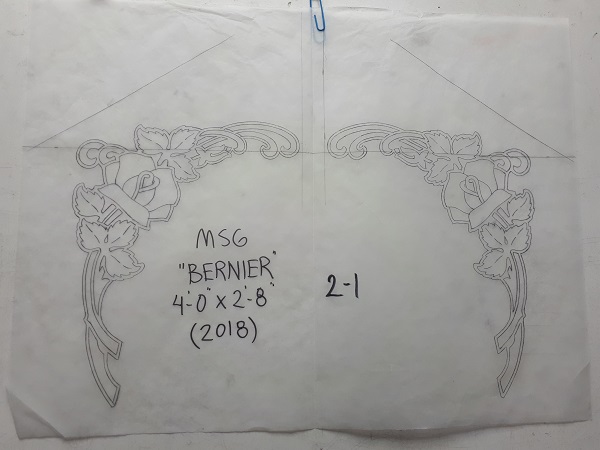 MSG
"BERNIER"
4'-0" x 2'-8"
(2018)
2-1